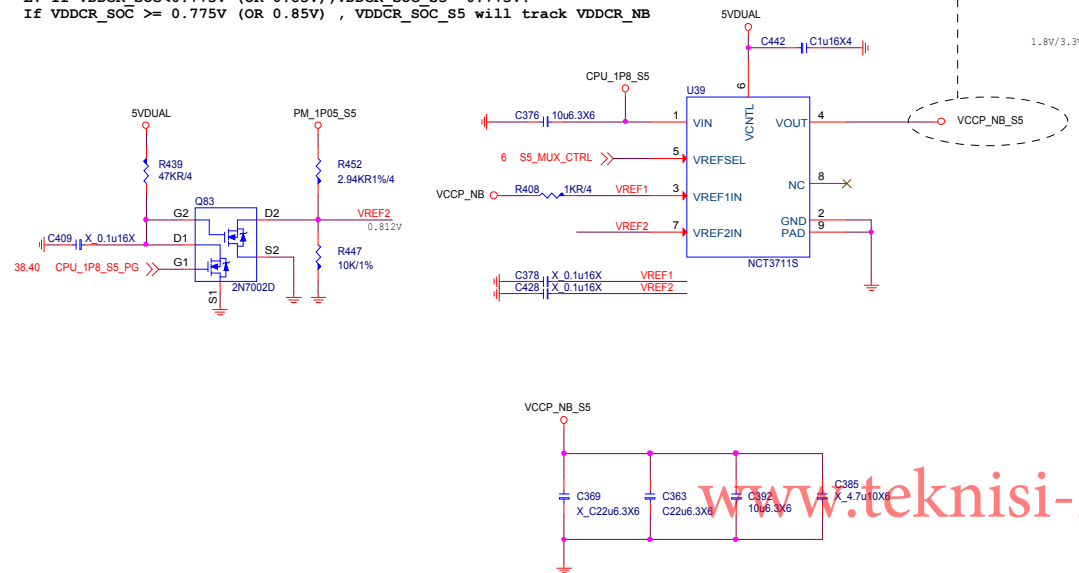 If VDDCR_SOC >= 0.775V (OR 0.85V) , VDDCR_SOC_S5 will track VDDCR_NB
5VDUAL
C442
C1u16X4
1.8V/3.3V
CPU_1P8_S5
U39
C376
10u6.3X6
1
VIN
6
VCNTL
VOUT
4
VCCP_NB_S5
6
S5_MUX_CTRL
5
VREFSEL
VCCP_NB
R408
1KR/4
VREF1
3
VREF1IN
NC
8
VREF2
7
VREF2IN
GND
2
PAD
9
NCT3711S
C378
X_0.1u16X
VREF1
C428
X_0.1u16X
VREF2
5VDUAL
PM_1P05_S5
R439
47KR/4
R452
2.94KR1%/4
Q83
G2
D2
VREF2
0.812V
C409
X_0.1u16X
D1
S2
R447
10K/1%
38,40
CPU_1P8_S5_PG
G1
S1
2N7002D
VCCP_NB_S5
C369
X_C22u6.3X6
C363
C22u6.3X6
C392
10u6.3X6
C385
X_4.7u10X6
www.teknisi-